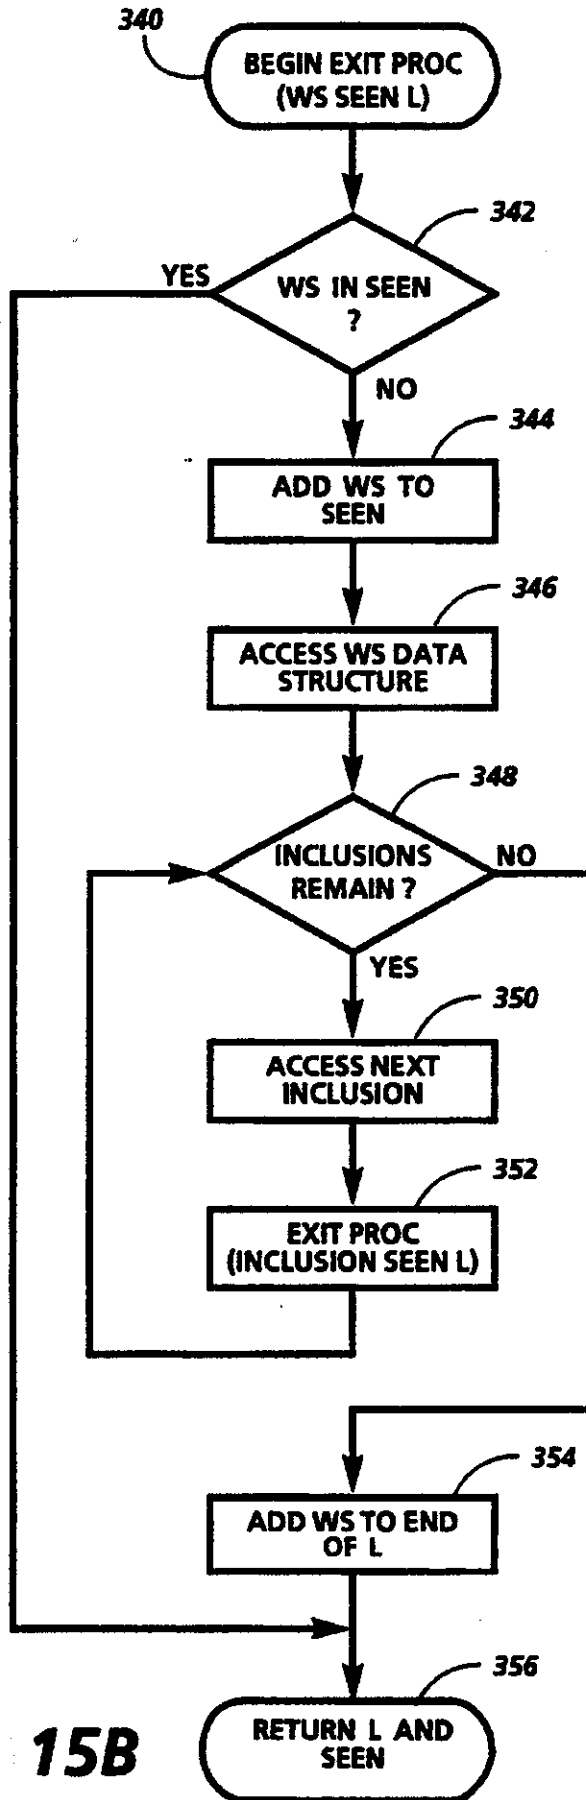 340
BEGIN EXIT PROC
(WS SEEN L)
342
YES
WS IN SEEN
?
NO
344
ADD WS TO
SEEN
346
ACCESS WS DATA
STRUCTURE
348
INCLUSIONS
REMAIN ?
NO
YES
350
ACCESS NEXT
INCLUSION
352
EXIT PROC
(INCLUSION SEEN L)
354
ADD WS TO END
OF L
356
RETURN L AND
SEEN
15B